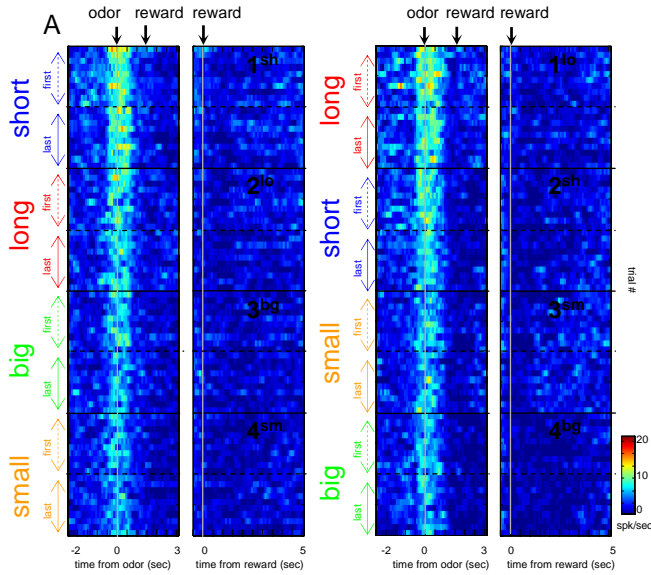 A
odor reward reward
odor reward reward
short
first
last
1sh
long
first
last
2lo
big
first
last
3bg
small
first
last
4sm
-2 0 3
0 5
time from odor (sec)
time from reward (sec)
long
first
last
1lo
short
first
last
2sh
small
first
last
3sm
big
first
last
4bg
-2 0 3
0 5
time from odor (sec)
time from reward (sec)
trial #
20
10
0
spk/sec